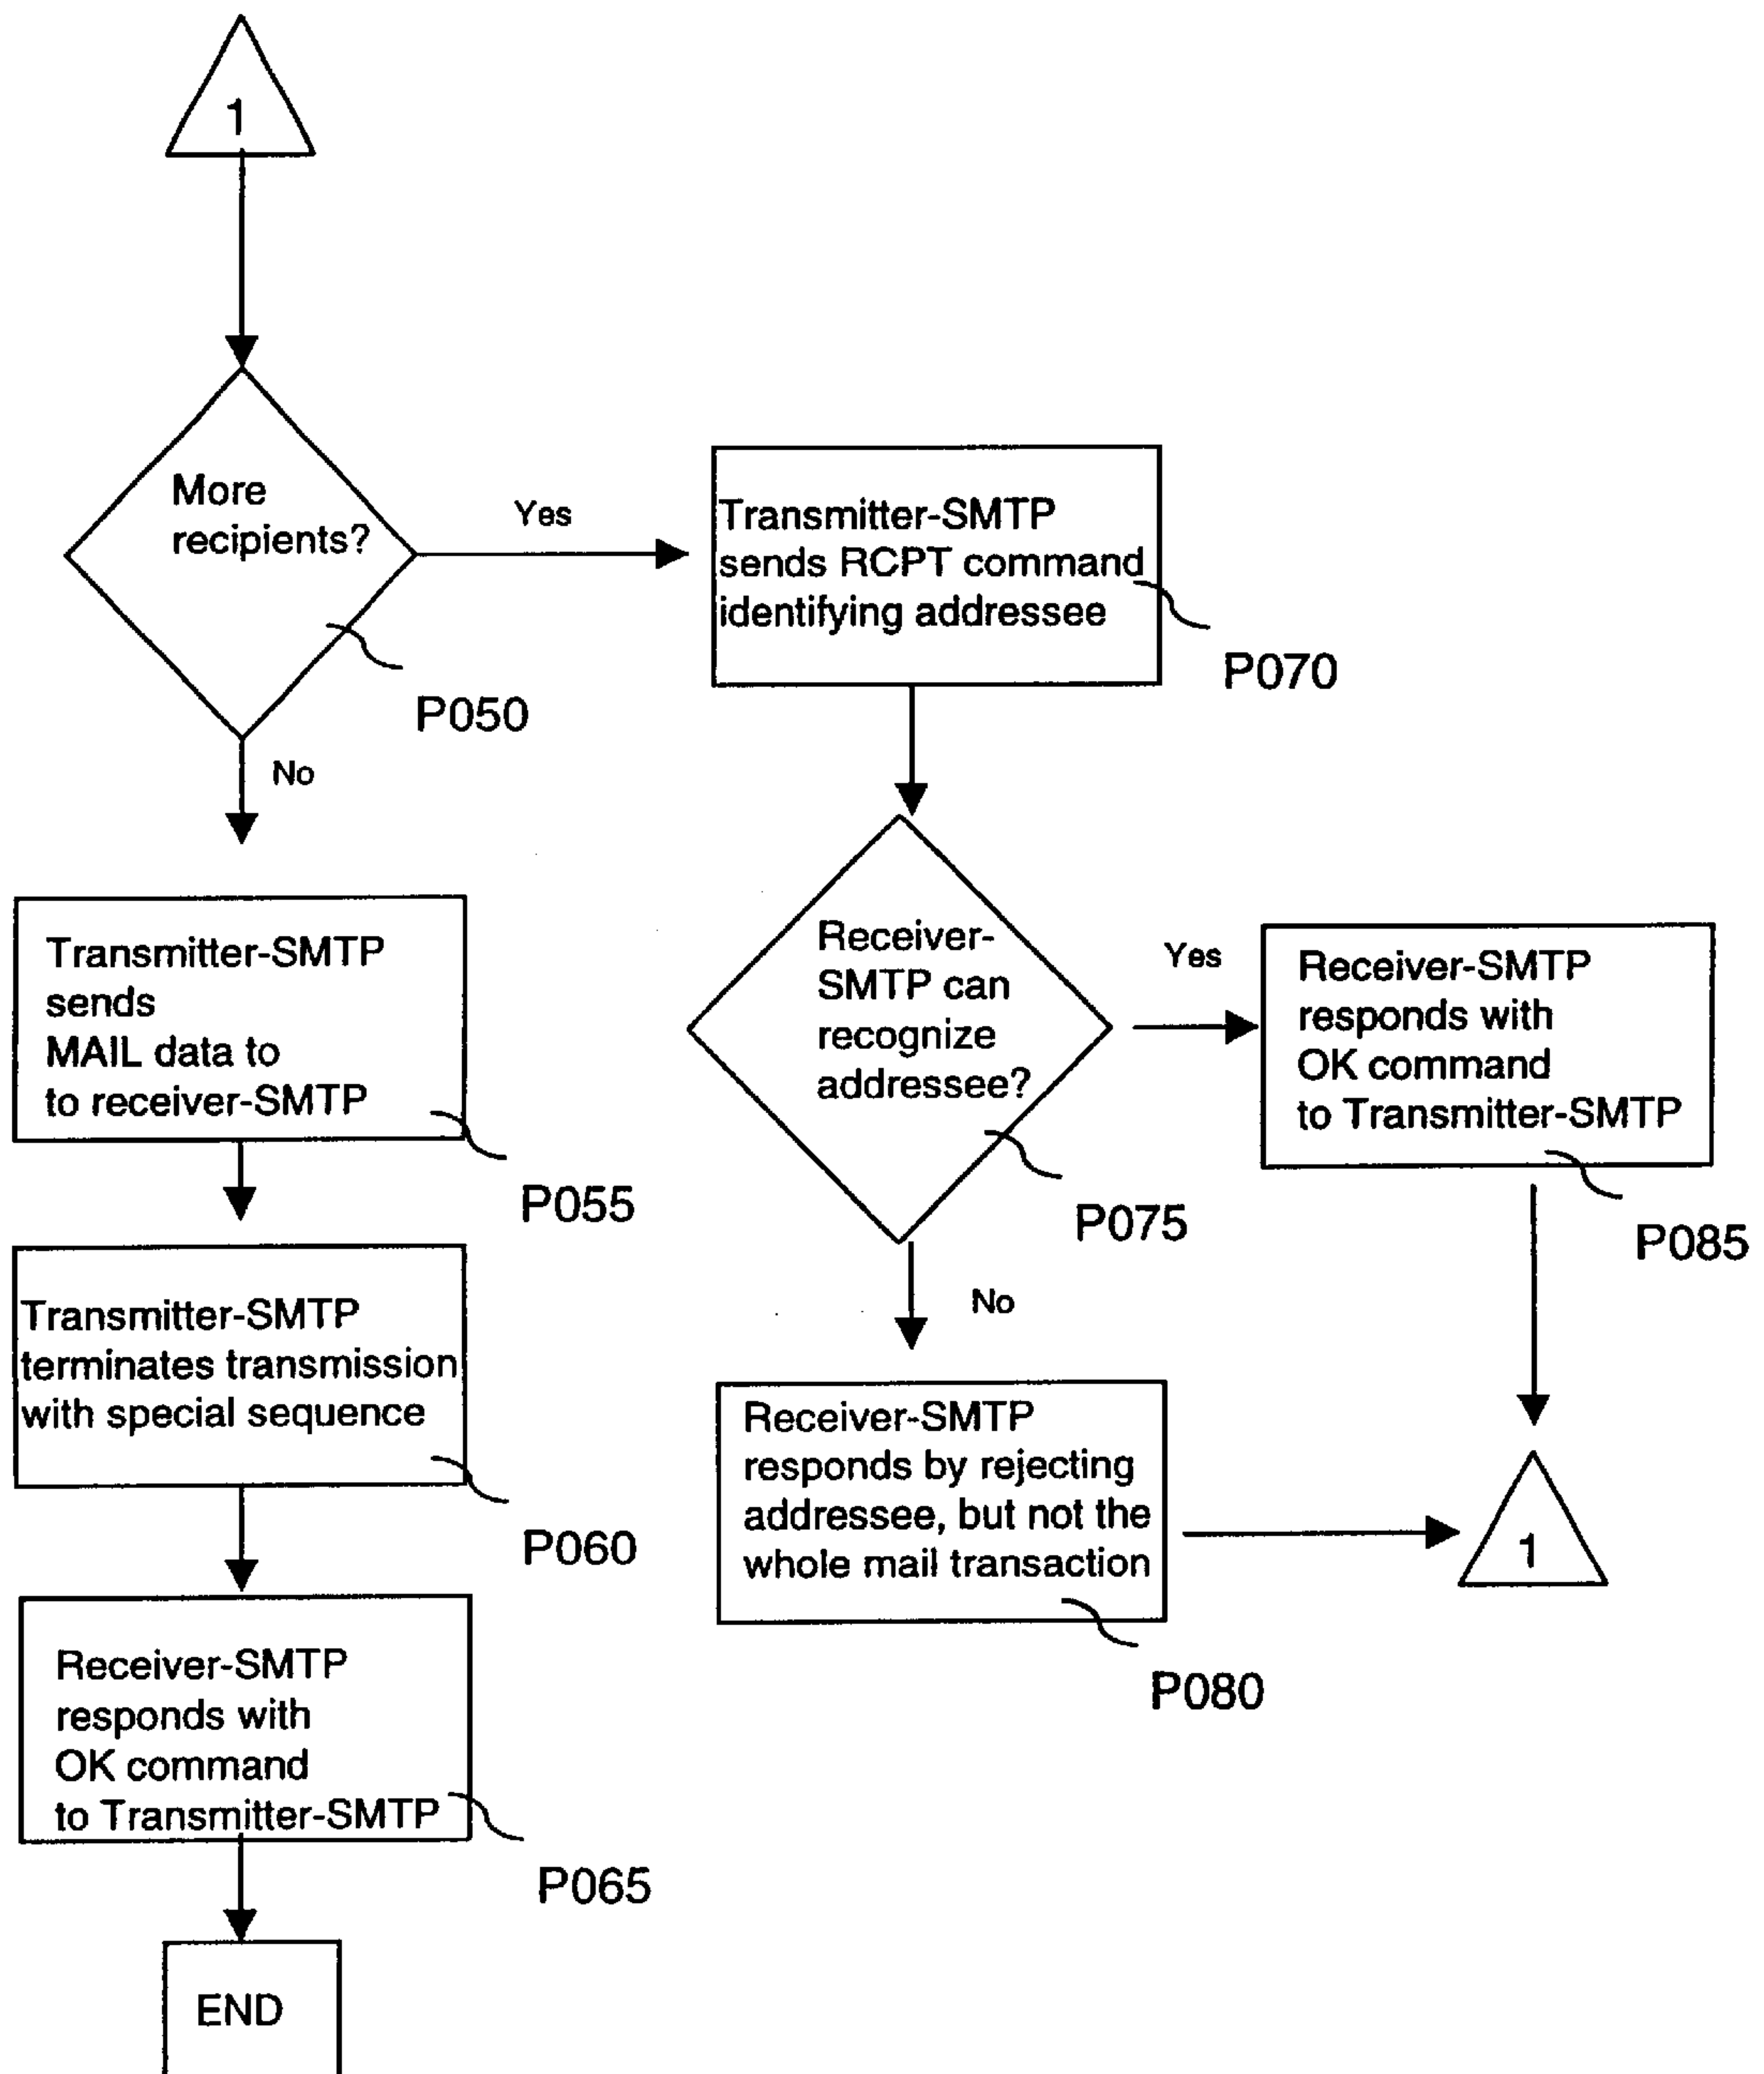 1
More
recipients?
Yes
P050
No
Transmitter-SMTP
sends RCPT command
identifying addressee
P070
Transmitter-SMTP
sends
MAIL data to
to receiver-SMTP
P055
Receiver-
SMTP can
recognize
addressee?
Yes
P075
No
Receiver-SMTP
responds with
OK command
to Transmitter-SMTP
P085
Transmitter-SMTP
terminates transmission
with special sequence
P060
Receiver-SMTP
responds by rejecting
addressee, but not the
whole mail transaction
P080
1
Receiver-SMTP
responds with
OK command
to Transmitter-SMTP
P065
END